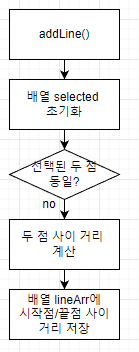 addLine()
배열 selected
초기화
선택된 두 점
동일?
no
두 점 사이 거리
계산
배열 lineArr에
시작점/끝점 사이
거리 저장